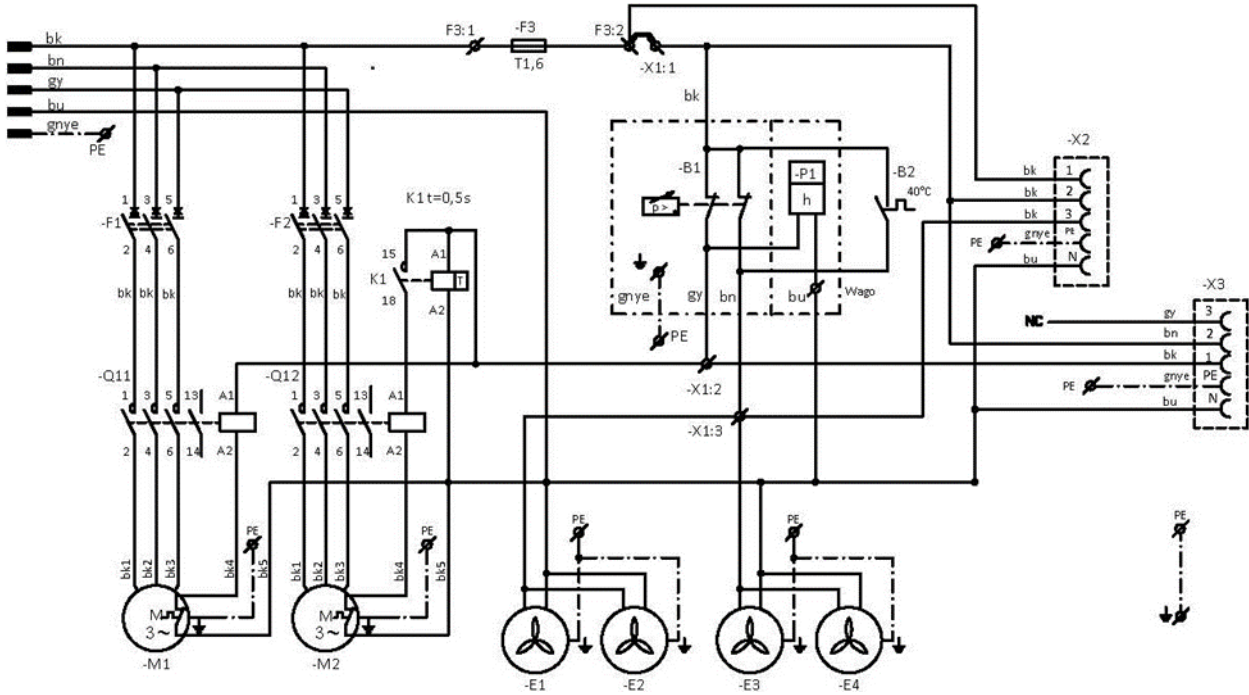 F3:1
-F3
F3:2
bk
T1,6
-X1:1
bn
gy
bk
bu
gnye
PE
-X2
-B1
-P1
-B2
bk 1
40°C
1 3 5
1 3 5
K1 t=0,5s
p >
h
bk 2
-F1
-F2
bk 3
2 4 6
2 4 6
15
A1
PE
gnye
PE
K1
T
bu
N
bk bk bk
bk bk bk
18
A2
gnye
gy
bn
bu
Wago
-X3
NC
gy
3
PE
bn
2
-Q11
-Q12
-X1:2
bk
1
1 3 5 13 A1
1 3 5 13 A1
PE
gnye
PE
bu
N
-X1:3
2 4 6 14 A2
2 4 6 14 A2
PE
PE
PE
PE
PE
bk1
bk2
bk3
bk4
bk5
bk1
bk2
bk3
bk4
bk5
M
3 ~
M
3 ~
-M1
-M2
-E1
-E2
-E3
-E4